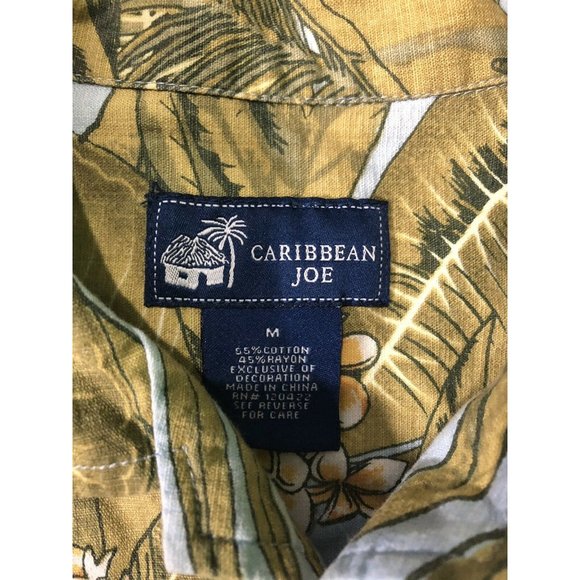 CARIBBEAN
JOE
M
55% COTTON
45% RAYON
EXCLUSIVE OF
DECORATION
MADE IN CHINA
RN# 120422
SEE REVERSE
FOR CARE